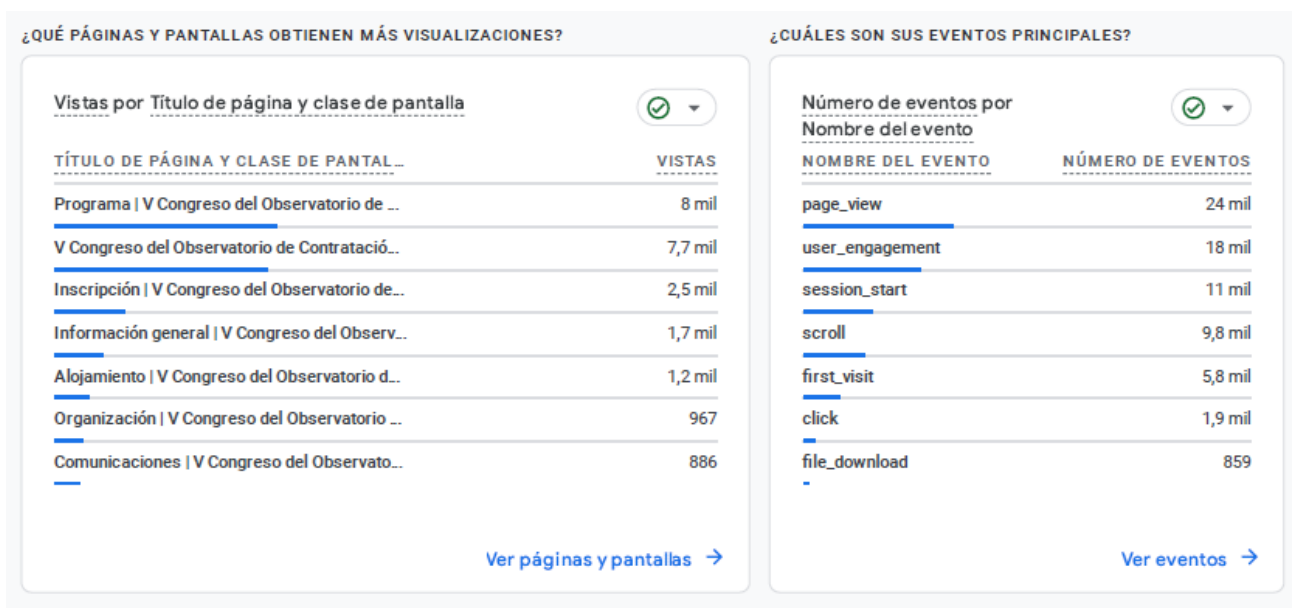 ¿QUÉ PÁGINAS Y PANTALLAS OBTIENEN MÁS VISUALIZACIONES?
Vistas por Título de página y clase de pantalla
TÍTULO DE PÁGINA Y CLASE DE PANTAL... VISTAS
Programa | V Congreso del Observatorio de ... 8 mil
V Congreso del Observatorio de Contratació... 7,7 mil
Inscripción | V Congreso del Observatorio de... 2,5 mil
Información general | V Congreso del Observ... 1,7 mil
Alojamiento | V Congreso del Observatorio d... 1,2 mil
Organización | V Congreso del Observatorio ... 967
Comunicaciones | V Congreso del Observato... 886
Ver páginas y pantallas →
¿CUÁLES SON SUS EVENTOS PRINCIPALES?
Número de eventos por
Nombre del evento
NOMBRE DEL EVENTO NÚMERO DE EVENTOS
page_view 24 mil
user_engagement 18 mil
session_start 11 mil
scroll 9,8 mil
first_visit 5,8 mil
click 1,9 mil
file_download 859
Ver eventos →